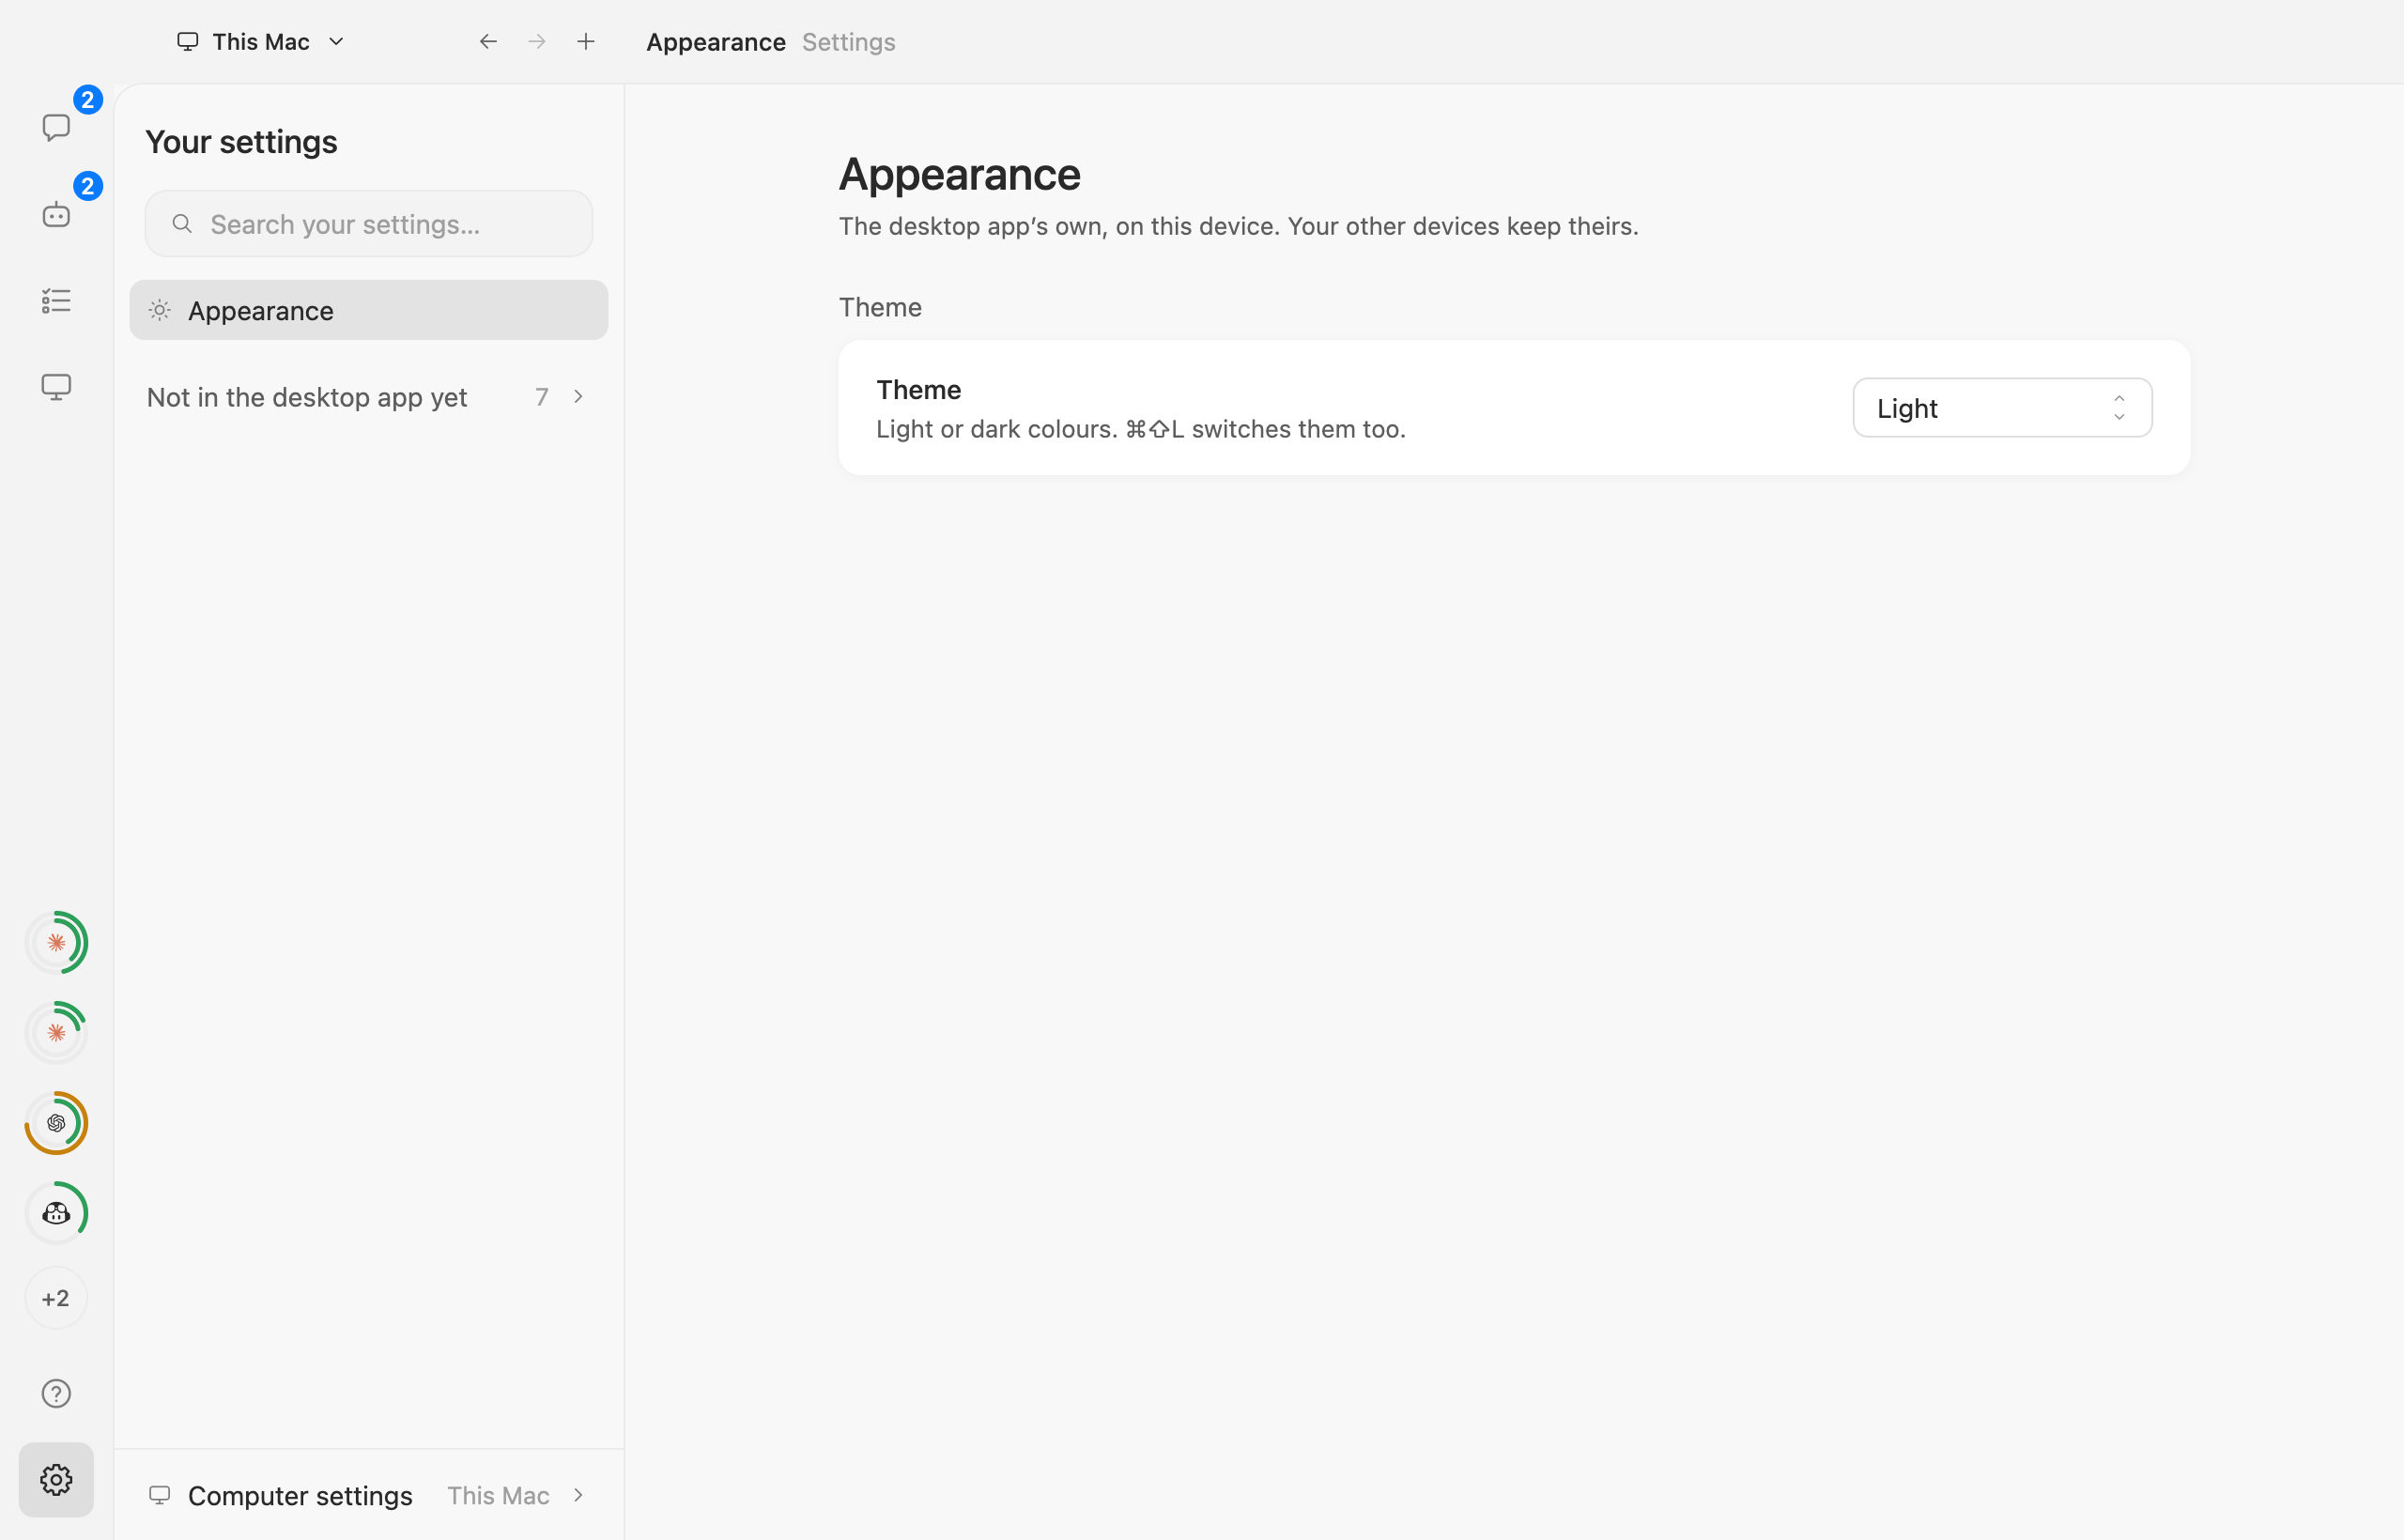 This Mac
Appearance Settings
2
2
Your settings
Search your settings...
Appearance
Not in the desktop app yet 7
Appearance
The desktop app’s own, on this device. Your other devices keep theirs.
Theme
Theme
Light or dark colours. ⌘⇧L switches them too.
Light
+2
?
Computer settings This Mac